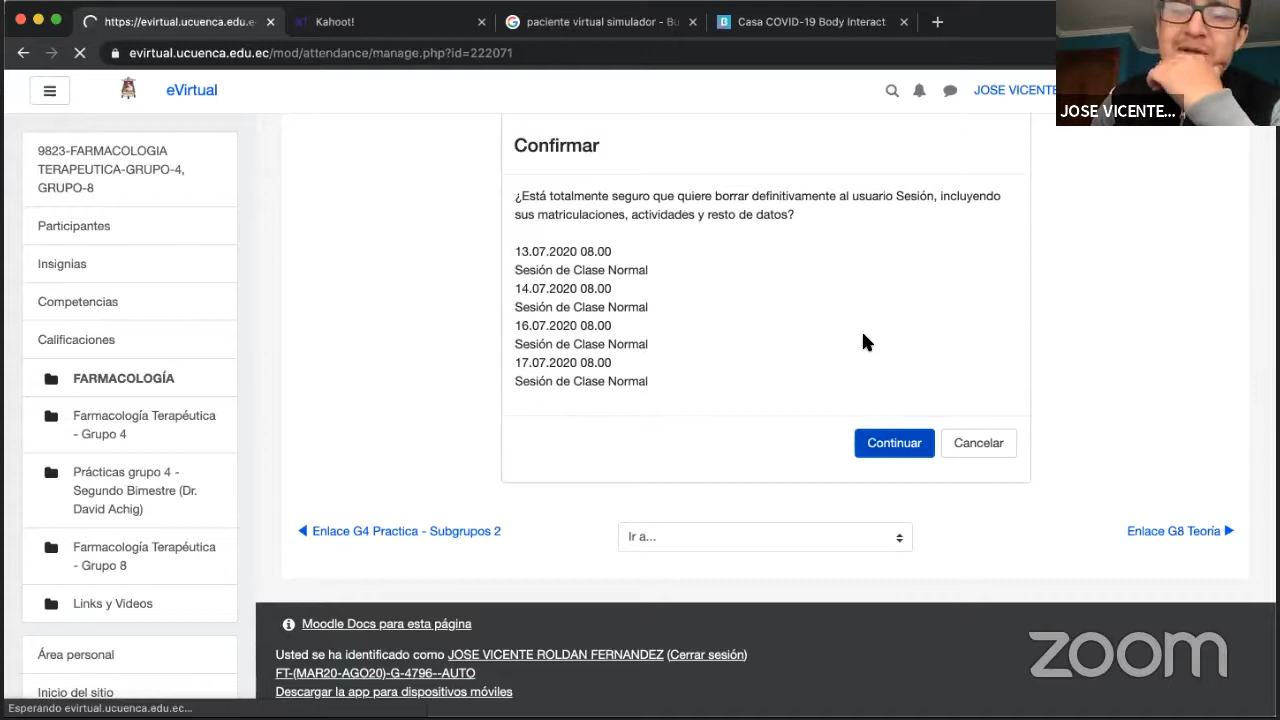 https://evirtual.ucuenca.edu.e
Kahoot!
paciente virtual simulador - Bu
Casa COVID-19 Body Interact
evirtual.ucuenca.edu.ec/mod/attendance/manage.php?id=222071
eVirtual
JOSE VICENTE
JOSE VICENTE...
9823-FARMACOLOGIA
TERAPEUTICA-GRUPO-4,
GRUPO-8
Participantes
Insignias
Competencias
Calificaciones
FARMACOLOGÍA
Farmacología Terapéutica
- Grupo 4
Prácticas grupo 4 -
Segundo Bimestre (Dr.
David Achig)
Farmacología Terapéutica
- Grupo 8
Links y Videos
Área personal
Inicio del sitio
Confirmar
¿Está totalmente seguro que quiere borrar definitivamente al usuario Sesión, incluyendo
sus matriculaciones, actividades y resto de datos?
13.07.2020 08.00
Sesión de Clase Normal
14.07.2020 08.00
Sesión de Clase Normal
16.07.2020 08.00
Sesión de Clase Normal
17.07.2020 08.00
Sesión de Clase Normal
Continuar
Cancelar
Enlace G4 Practica - Subgrupos 2
Ir a...
Enlace G8 Teoría
Moodle Docs para esta página
Usted se ha identificado como JOSE VICENTE ROLDAN FERNANDEZ (Cerrar sesión)
FT-(MAR20-AGO20)-G-4796--AUTO
Descargar la app para dispositivos móviles
zoom
Esperando evirtual.ucuenca.edu.ec...